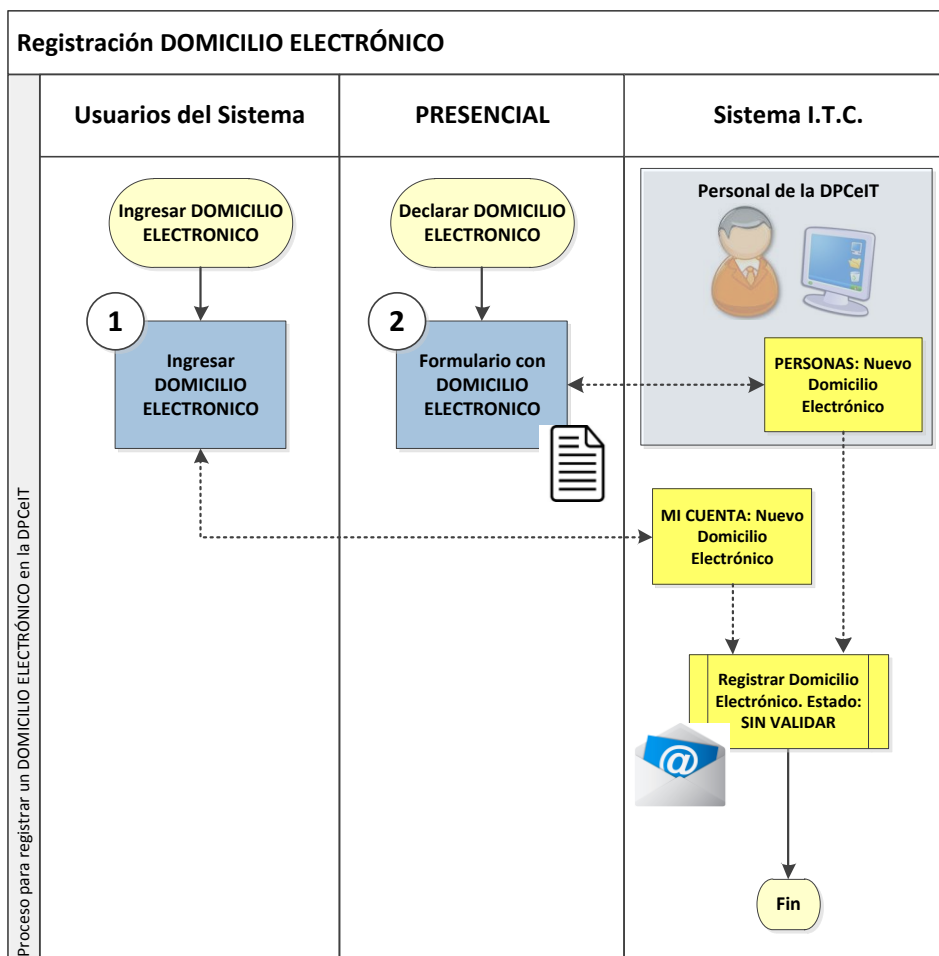 Registración DOMICILIO ELECTRÓNICO
Proceso para registrar un DOMICILIO ELECTRÓNICO en la DPCeIT
Usuarios del Sistema
PRESENCIAL
Sistema I.T.C.
Ingresar DOMICILIO
ELECTRONICO
1
Ingresar
DOMICILIO
ELECTRONICO
Declarar DOMICILIO
ELECTRONICO
2
Formulario con
DOMICILIO
ELECTRONICO
Personal de la DPCeIT
PERSONAS: Nuevo
Domicilio
Electrónico
MI CUENTA: Nuevo
Domicilio
Electrónico
Registrar Domicilio
Electrónico. Estado:
SIN VALIDAR
@
Fin